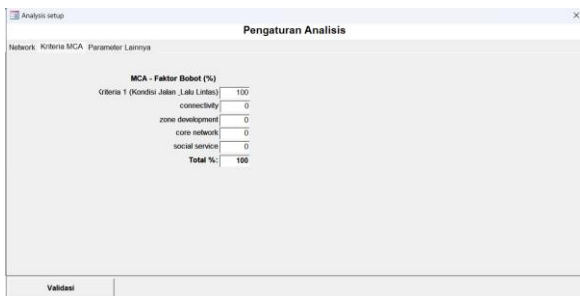 Analysis setup
Pengaturan Analisis
Network Kriteria MCA Parameter Lainnya
MCA - Faktor Bobot (%)
Kriteria 1 (Kondisi Jalan ,Lalu Lintas) 100
connectivity 0
zone development 0
core network 0
social service 0
Total %: 100
Validasi